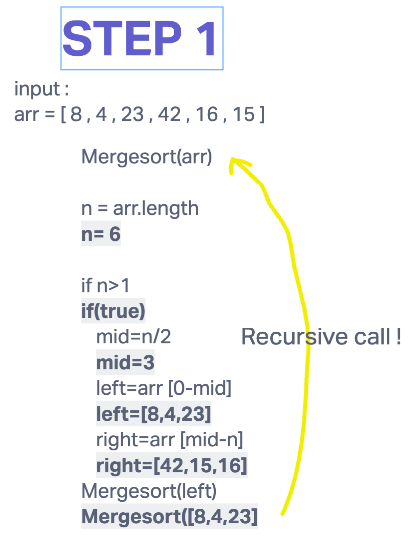 STEP 1
input :
arr = [ 8 , 4 , 23 , 42 , 16 , 15 ]
Mergesort(arr)
n = arr.length
n= 6
if n>1
if(true)
mid=n/2
Recursive call !
mid=3
left=arr [0-mid]
left=[8,4,23]
right=arr [mid-n]
right=[42,15,16]
Mergesort(left)
Mergesort([8,4,23]